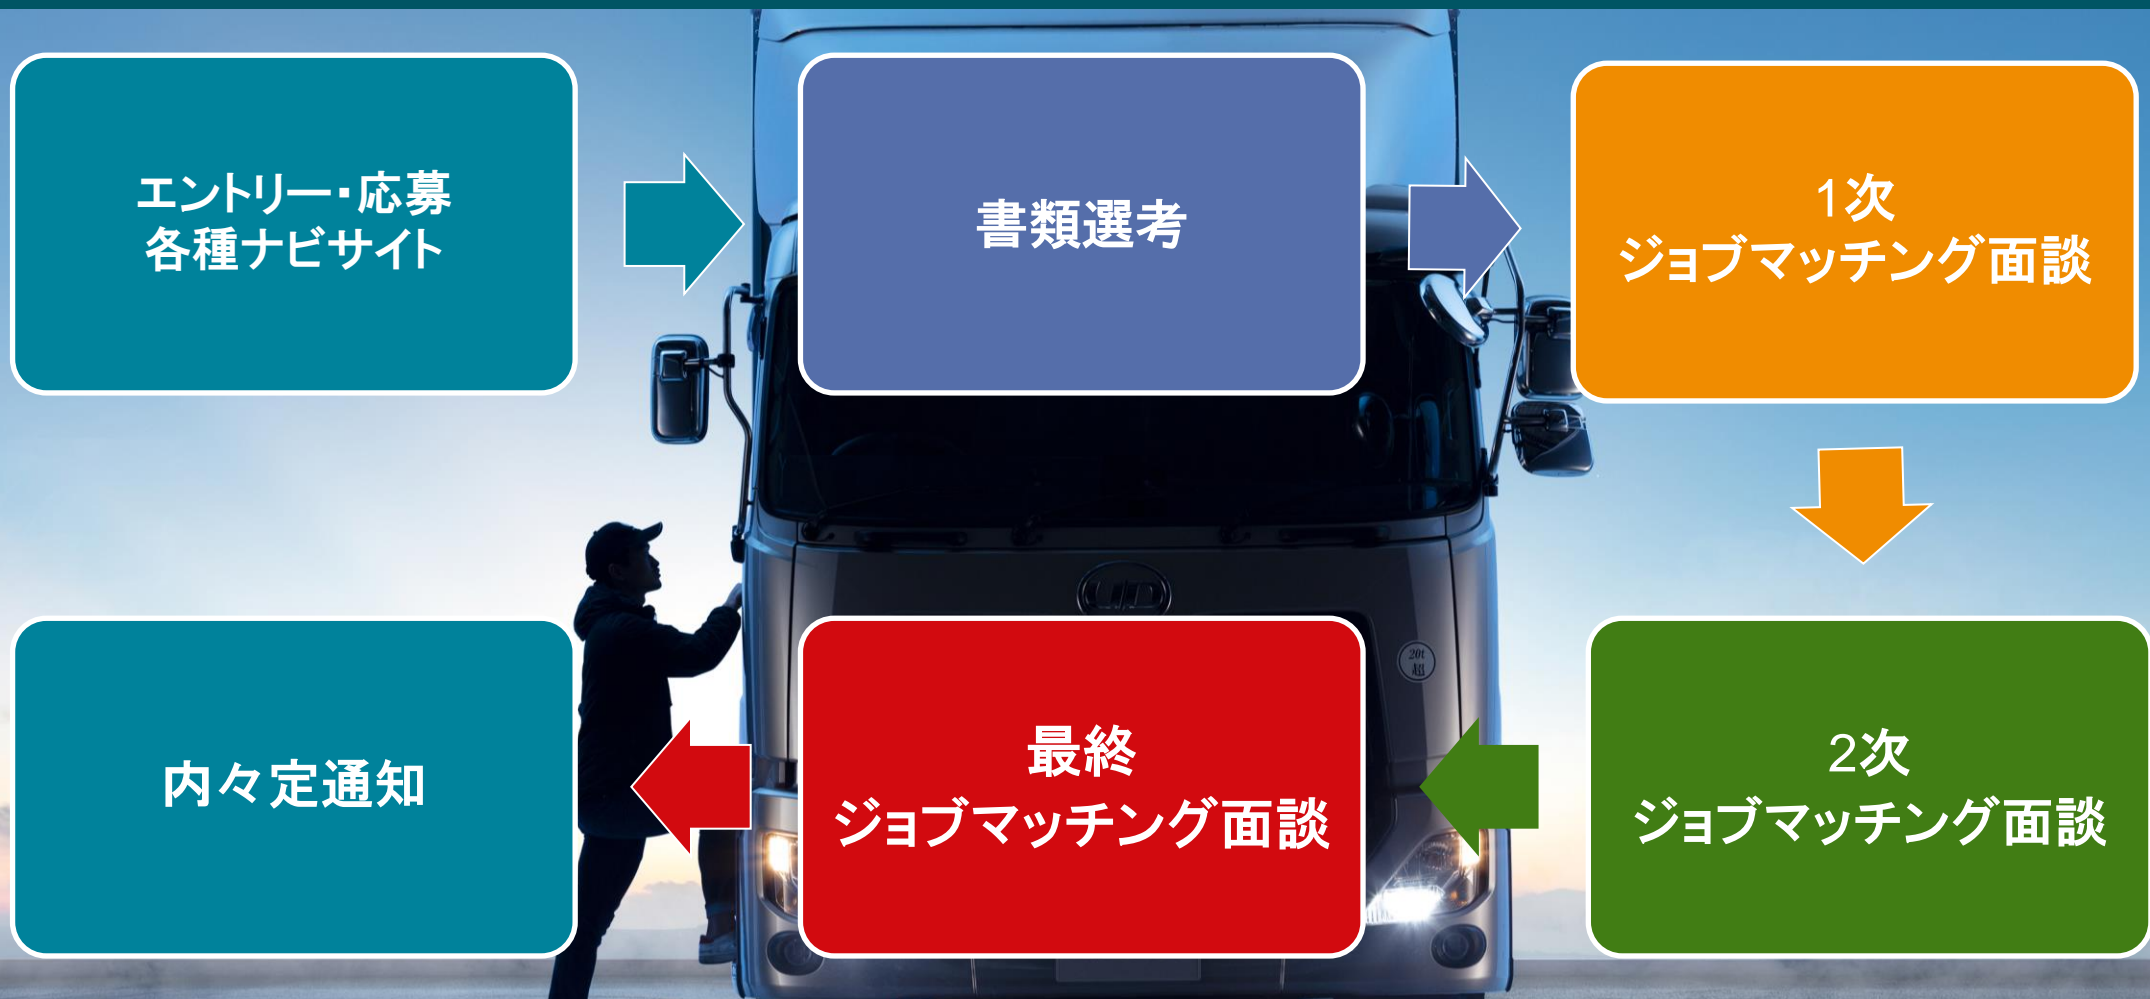 エントリー・応募
各種ナビサイト
書類選考
1次
ジョブマッチング面談
2次
ジョブマッチング面談
最終
ジョブマッチング面談
内々定通知
UD
20t
超